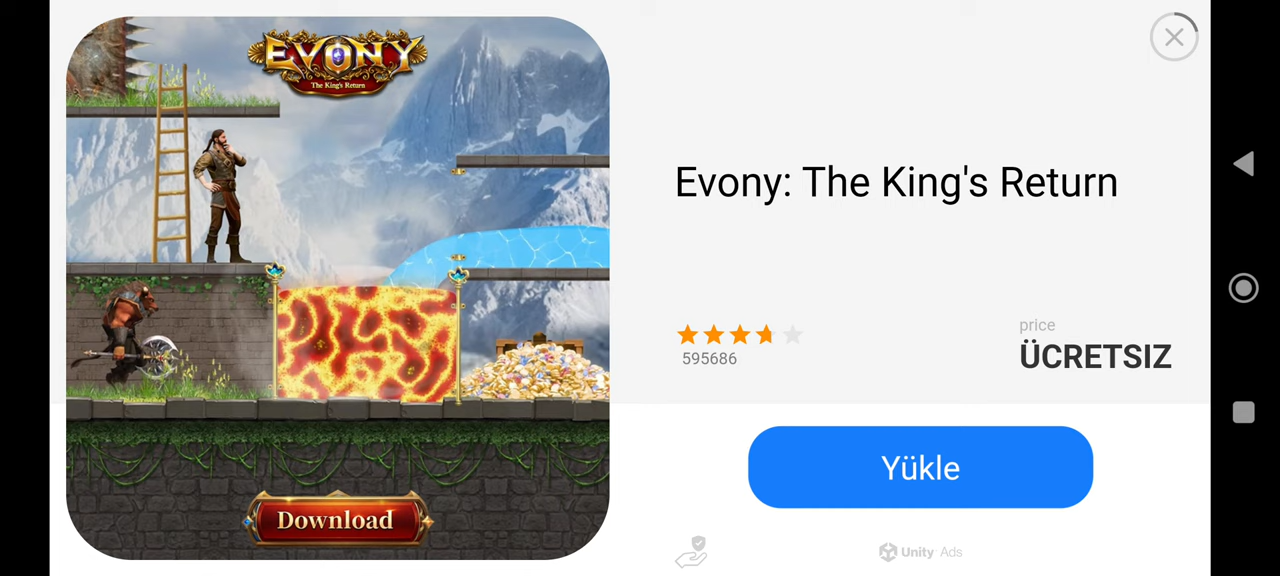 EVONY
The King's Return
Download
Evony: The King's Return
595686
price
ÜCRETSIZ
Yükle
Unity Ads